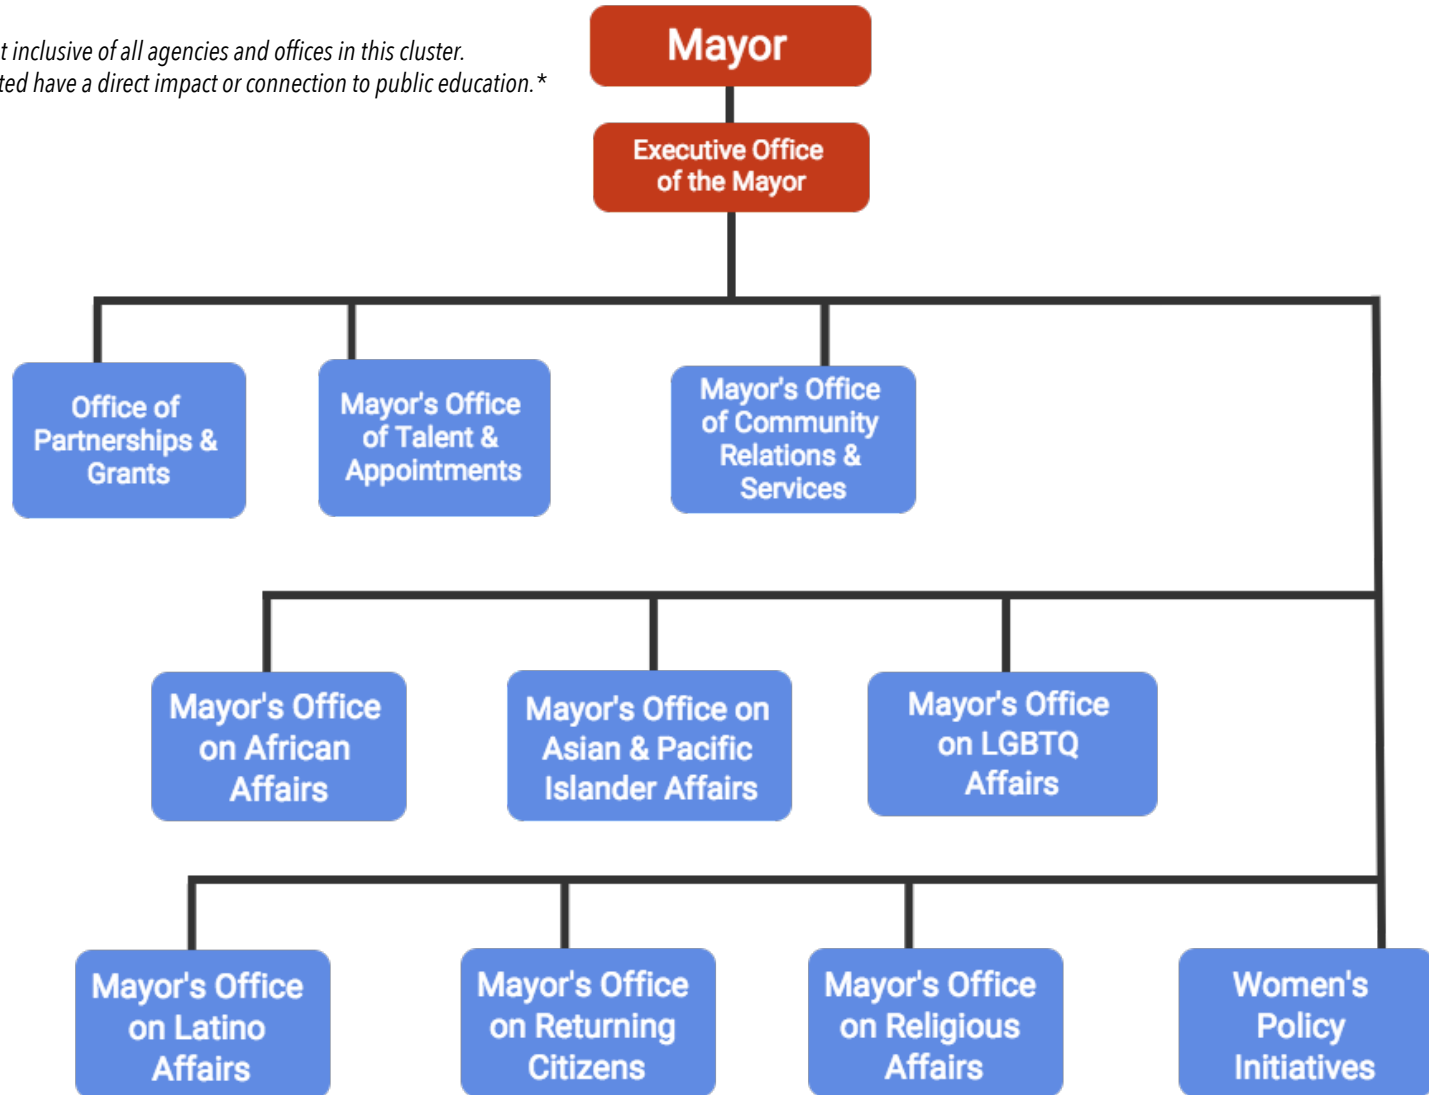 t inclusive of all agencies and offices in this cluster.
ted have a direct impact or connection to public education.*
Mayor
Executive Office
of the Mayor
Office of
Partnerships &
Grants
Mayor's Office
of Talent &
Appointments
Mayor's Office
of Community
Relations &
Services
Mayor's Office
on African
Affairs
Mayor's Office on
Asian & Pacific
Islander Affairs
Mayor's Office
on LGBTQ
Affairs
Mayor's Office
on Latino
Affairs
Mayor's Office
on Returning
Citizens
Mayor's Office
on Religious
Affairs
Women's
Policy
Initiatives